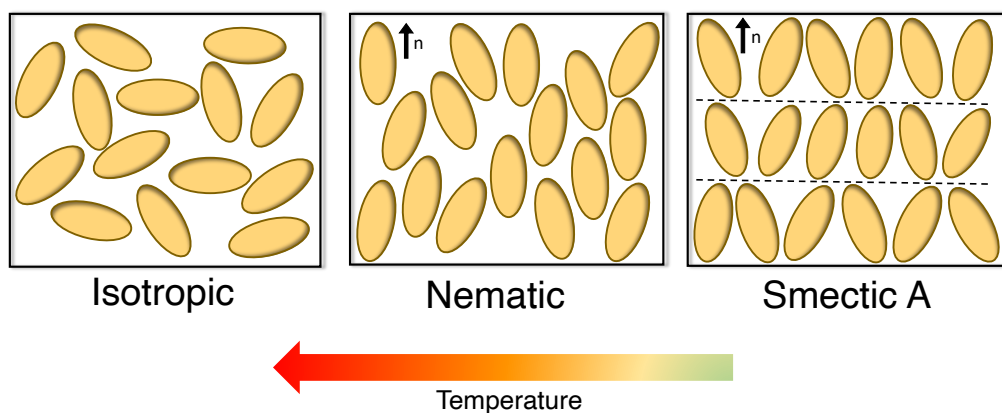 n
n
Isotropic
Nematic
Smectic A
Temperature